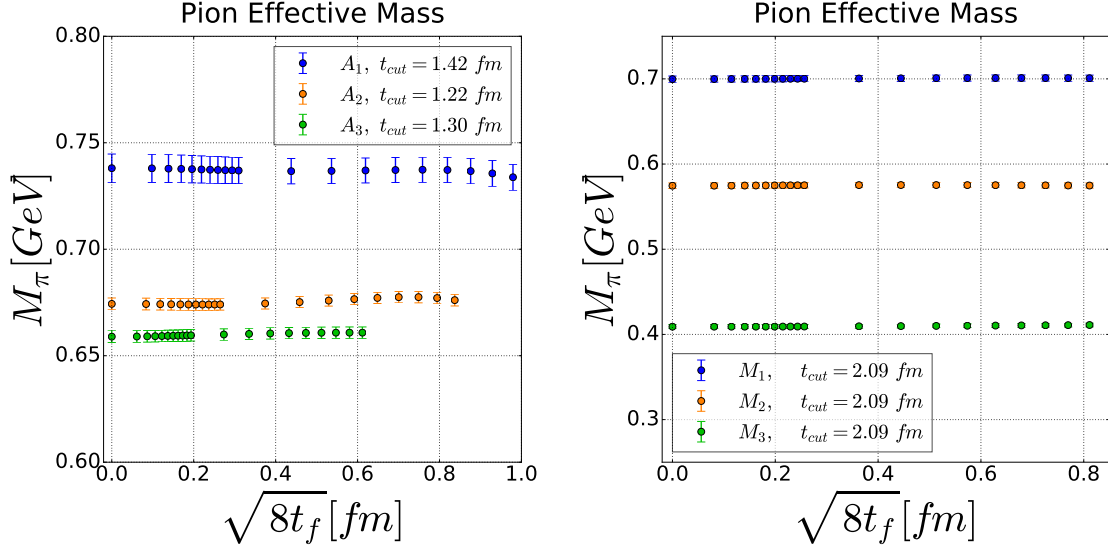 Pion Effective Mass
0.80
0.75
0.70
0.65
0.60
M_π[GeV]
A_1, t_cut = 1.42 fm
A_2, t_cut = 1.22 fm
A_3, t_cut = 1.30 fm
0.0 0.2 0.4 0.6 0.8 1.0
√8t_f[fm]
Pion Effective Mass
0.7
0.6
0.5
0.4
0.3
M_π[GeV]
M_1, t_cut = 2.09 fm
M_2, t_cut = 2.09 fm
M_3, t_cut = 2.09 fm
0.0 0.2 0.4 0.6 0.8
√8t_f[fm]